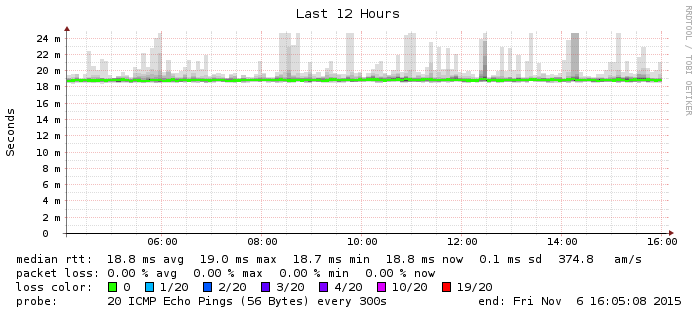 Last 12 Hours
RRDTOOL / TOBI OETIKER
Seconds
24 m
22 m
20 m
18 m
16 m
14 m
12 m
10 m
8 m
6 m
4 m
2 m
0
06:00 08:00 10:00 12:00 14:00 16:00
median rtt: 18.8 ms avg 19.0 ms max 18.7 ms min 18.8 ms now 0.1 ms sd 374.8 am/s
packet loss: 0.00 % avg 0.00 % max 0.00 % min 0.00 % now
loss color: 0 1/20 2/20 3/20 4/20 10/20 19/20
probe: 20 ICMP Echo Pings (56 Bytes) every 300s end: Fri Nov 6 16:05:08 2015